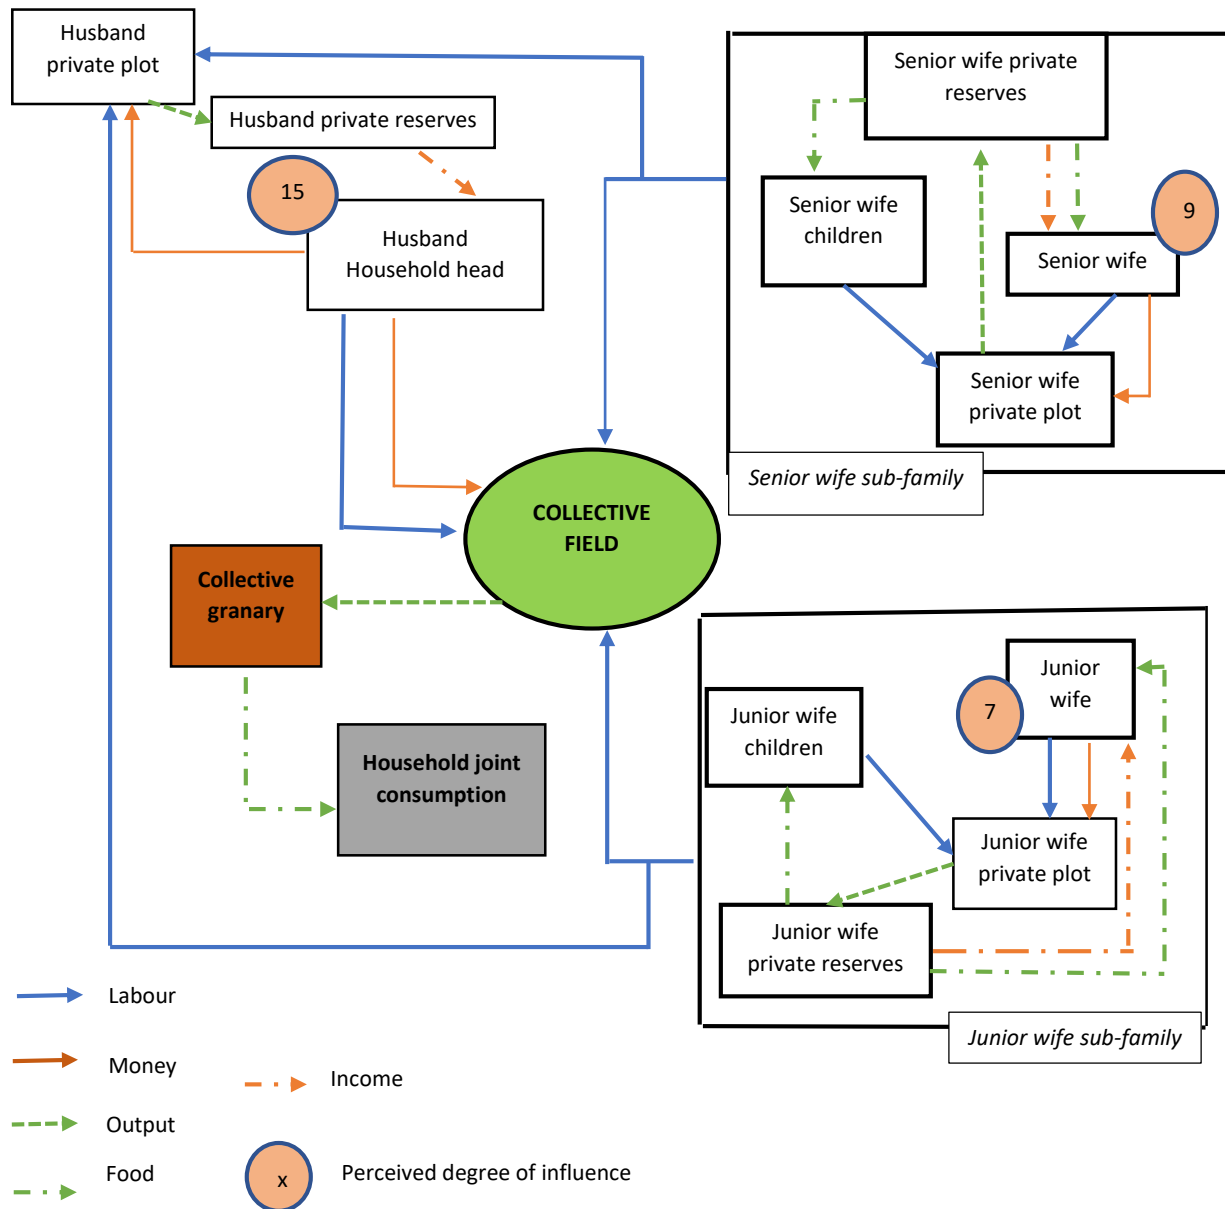 Husband
private plot
Husband private reserves
15
Husband
Household head
Senior wife private
reserves
Senior wife
children
9
Senior wife
Senior wife
private plot
Senior wife sub-family
COLLECTIVE
FIELD
Collective
granary
Household joint
consumption
Junior
wife
7
Junior wife
children
Junior wife
private plot
Junior wife
private reserves
Junior wife sub-family
Labour
Money
Income
Output
Food
x
Perceived degree of influence